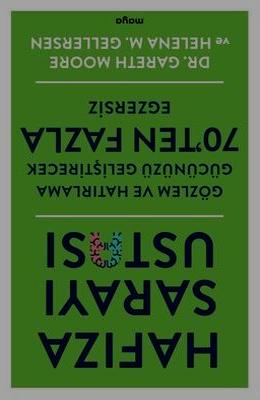 HAFIZA
SARAYI
USTASI
GÖZLEM VE HATIRLAMA
GÜCÜNÜZÜ GELİŞTİRECEK
70'TEN FAZLA
EGZERSİZ
DR. GARETH MOORE
ve HELENA M. GELLERSEN
maya